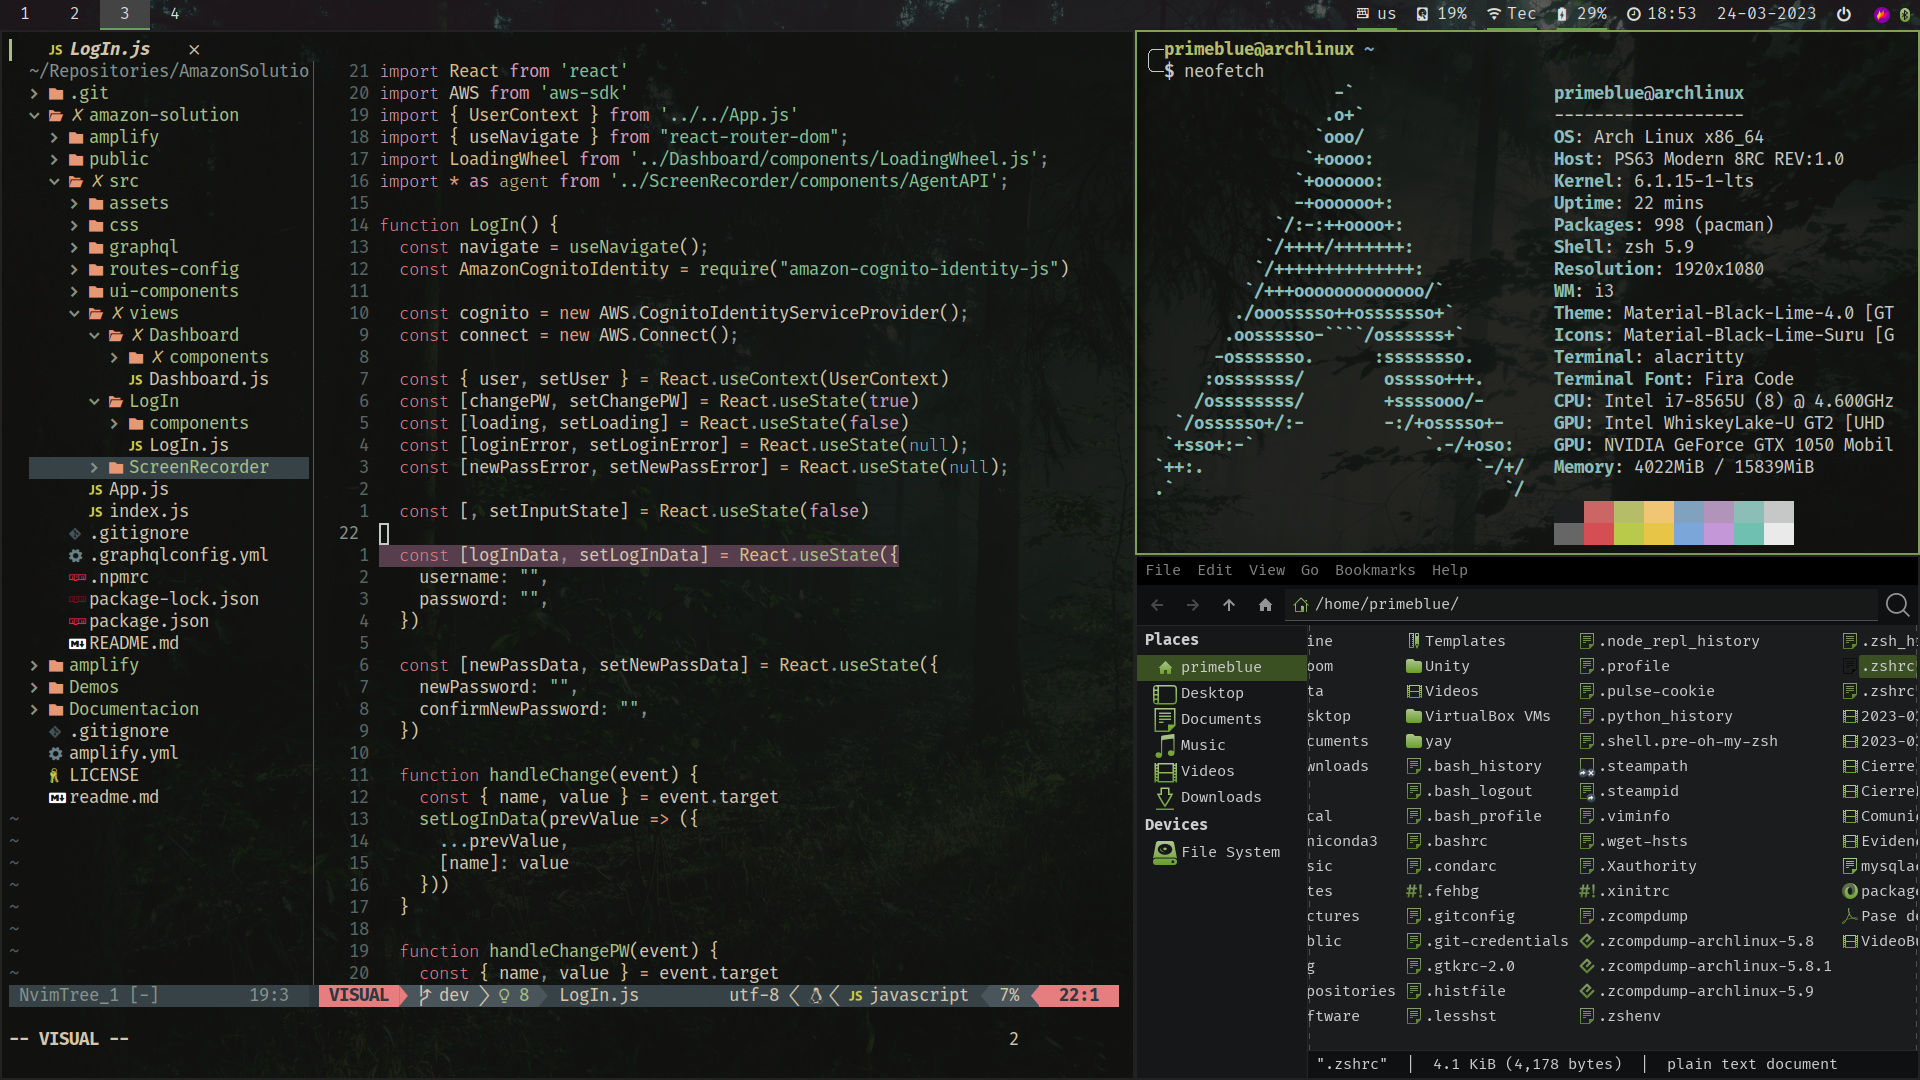 1 2 3 4
us 19% Tec 29% 18:53 24-03-2023
JS LogIn.js ×
~/Repositories/AmazonSolutio
.git
amazon-solution
amplify
public
src
assets
css
graphql
routes-config
ui-components
views
Dashboard
components
JS Dashboard.js
LogIn
components
JS LogIn.js
ScreenRecorder
JS App.js
JS index.js
.gitignore
.graphqlconfig.yml
.npmrc
package-lock.json
package.json
README.md
amplify
Demos
Documentacion
.gitignore
amplify.yml
LICENSE
readme.md
~
~
~
~
~
~
~
~
NvimTree_1 [-] 19:3
21 import React from 'react'
20 import AWS from 'aws-sdk'
19 import { UserContext } from '../../App.js'
18 import { useNavigate } from "react-router-dom";
17 import LoadingWheel from '../Dashboard/components/LoadingWheel.js';
16 import * as agent from '../ScreenRecorder/components/AgentAPI';
15
14 function LogIn() {
13 const navigate = useNavigate();
12 const AmazonCognitoIdentity = require("amazon-cognito-identity-js")
11
10 const cognito = new AWS.CognitoIdentityServiceProvider();
9 const connect = new AWS.Connect();
8
7 const { user, setUser } = React.useContext(UserContext)
6 const [changePW, setChangePW] = React.useState(true)
5 const [loading, setLoading] = React.useState(false)
4 const [loginError, setLoginError] = React.useState(null);
3 const [newPassError, setNewPassError] = React.useState(null);
2
1 const [, setInputState] = React.useState(false)
22
1 const [logInData, setLogInData] = React.useState({
2 username: "",
3 password: "",
4 })
5
6 const [newPassData, setNewPassData] = React.useState({
7 newPassword: "",
8 confirmNewPassword: "",
9 })
10
11 function handleChange(event) {
12 const { name, value } = event.target
13 setLogInData(prevValue => ({
14 ...prevValue,
15 [name]: value
16 }))
17 }
18
19 function handleChangePW(event) {
20 const { name, value } = event.target
VISUAL dev 8 LogIn.js utf-8 JS javascript 7% 22:1
-- VISUAL -- 2
primeblue@archlinux ~
$ neofetch
-`
.o+`
`ooo/
`+oooo:
`+oooooo:
-+oooooo+:
`/:-:++oooo+:
`/++++/+++++++:
`/++++++++++++++:
`/+++ooooooooooooo/`
./ooosssso++osssssso+`
.oossssso-````/ossssss+`
-osssssso. :ssssssso.
:osssssss/ osssso+++.
/ossssssss/ +ssssooo/-
`/ossssso+/:- -:/+osssso+-
`+sso+:-` `.-/+oso:
`++:. `-/+/
.` `/
primeblue@archlinux
-------------------
OS: Arch Linux x86_64
Host: PS63 Modern 8RC REV:1.0
Kernel: 6.1.15-1-lts
Uptime: 22 mins
Packages: 998 (pacman)
Shell: zsh 5.9
Resolution: 1920x1080
WM: i3
Theme: Material-Black-Lime-4.0 [GT
Icons: Material-Black-Lime-Suru [G
Terminal: alacritty
Terminal Font: Fira Code
CPU: Intel i7-8565U (8) @ 4.600GHz
GPU: Intel WhiskeyLake-U GT2 [UHD
GPU: NVIDIA GeForce GTX 1050 Mobil
Memory: 4022MiB / 15839MiB
File Edit View Go Bookmarks Help
/home/primeblue/
Places
primeblue
Desktop
Documents
Music
Videos
Downloads
Devices
File System
ine
oom
ta
sktop
cuments
wnloads
cal
niconda3
sic
tes
ctures
blic
g
positories
ftware
Templates
Unity
Videos
VirtualBox VMs
yay
.bash_history
.bash_logout
.bash_profile
.bashrc
.condarc
#! .fehbg
.gitconfig
.git-credentials
.gtkrc-2.0
.histfile
.lesshst
.node_repl_history
.profile
.pulse-cookie
.python_history
.shell.pre-oh-my-zsh
.steampath
.steampid
.viminfo
.wget-hsts
.Xauthority
#! .xinitrc
.zcompdump
.zcompdump-archlinux-5.8
.zcompdump-archlinux-5.8.1
.zcompdump-archlinux-5.9
.zshenv
.zsh_h
.zshrc
.zshrc
2023-0
2023-0
Cierre
Cierre
Comuni
Eviden
mysqla
package
Pase d
VideoB
".zshrc" | 4.1 KiB (4,178 bytes) | plain text document